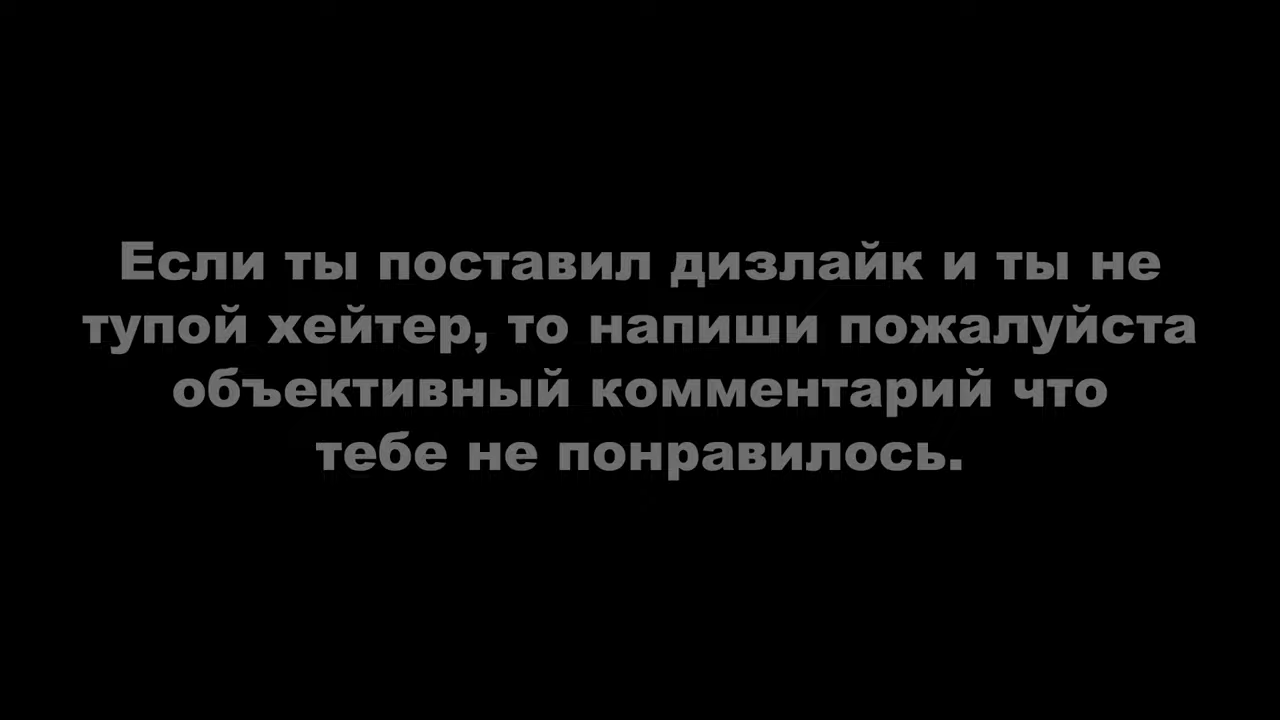 Если ты поставил дизлайк и ты не
тупой хейтер, то напиши пожалуйста
объективный комментарий что
тебе не понравилось.